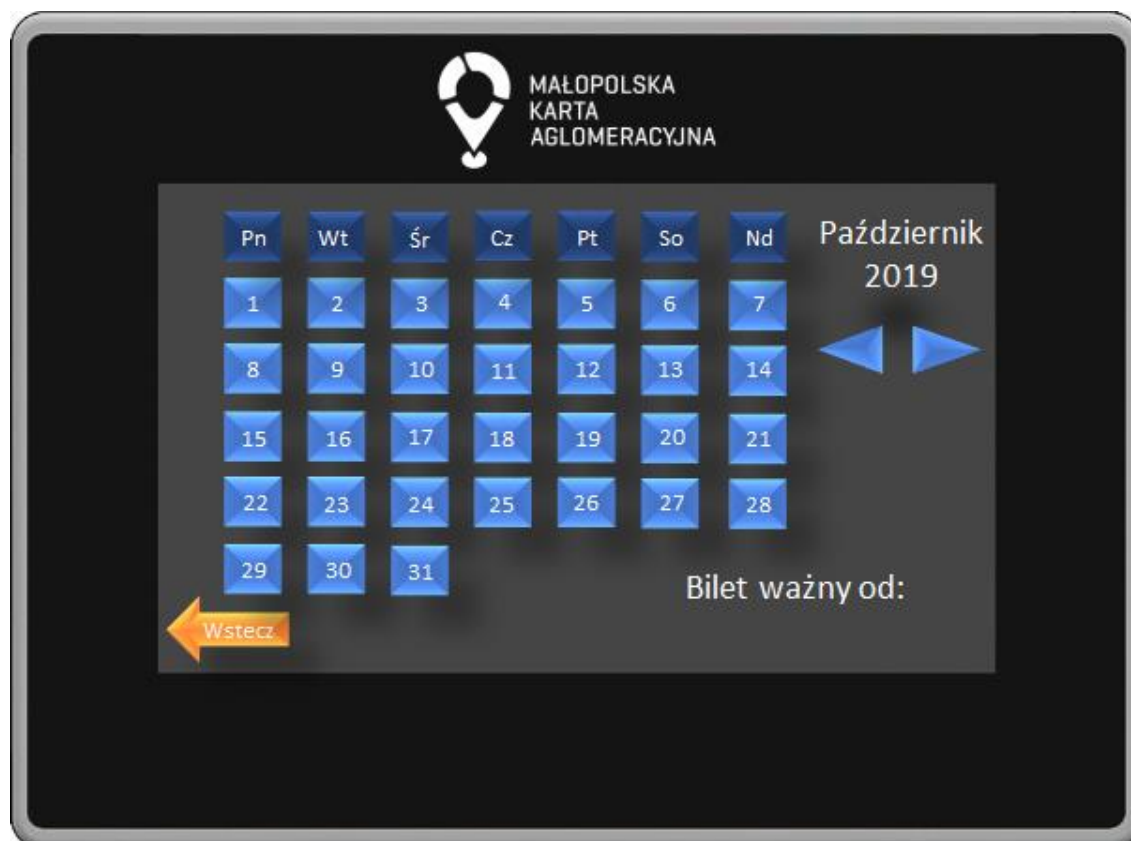 MAŁOPOLSKA
KARTA
AGLOMERACYJNA
Pn Wt Śr Cz Pt So Nd
Październik
2019
1 2 3 4 5 6 7
8 9 10 11 12 13 14
15 16 17 18 19 20 21
22 23 24 25 26 27 28
29 30 31
Bilet ważny od:
Wstecz